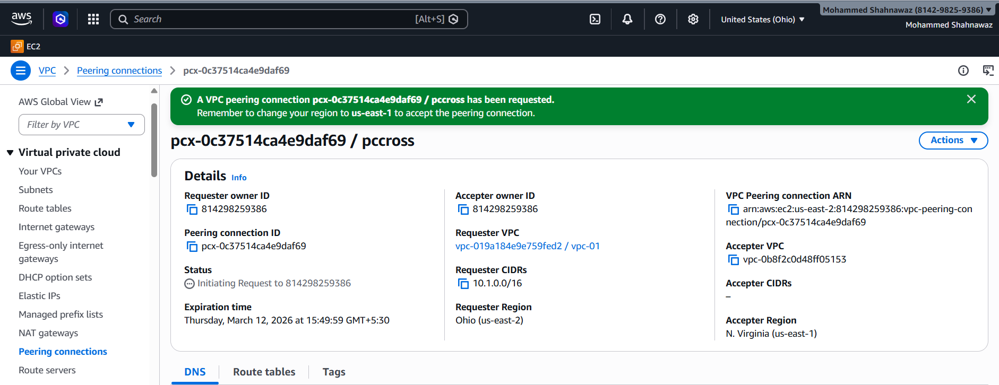 aws
Search
[Alt+S]
United States (Ohio)
Mohammed Shahnawaz (8142-9825-9386)
Mohammed Shahnawaz
EC2
VPC
Peering connections
pcx-0c37514ca4e9daf69
AWS Global View
Filter by VPC
Virtual private cloud
Your VPCs
Subnets
Route tables
Internet gateways
Egress-only internet
gateways
DHCP option sets
Elastic IPs
Managed prefix lists
NAT gateways
Peering connections
Route servers
A VPC peering connection pcx-0c37514ca4e9daf69 / pccross has been requested.
Remember to change your region to us-east-1 to accept the peering connection.
pcx-0c37514ca4e9daf69 / pccross
Actions
Details Info
Requester owner ID
814298259386
Peering connection ID
pcx-0c37514ca4e9daf69
Status
Initiating Request to 814298259386
Expiration time
Thursday, March 12, 2026 at 15:49:59 GMT+5:30
Accepter owner ID
814298259386
Requester VPC
vpc-019a184e9e759fed2 / vpc-01
Requester CIDRs
10.1.0.0/16
Requester Region
Ohio (us-east-2)
VPC Peering connection ARN
arn:aws:ec2:us-east-2:814298259386:vpc-peering-con
nection/pcx-0c37514ca4e9daf69
Accepter VPC
vpc-0b8f2c0d48ff05153
Accepter CIDRs
–
Accepter Region
N. Virginia (us-east-1)
DNS
Route tables
Tags